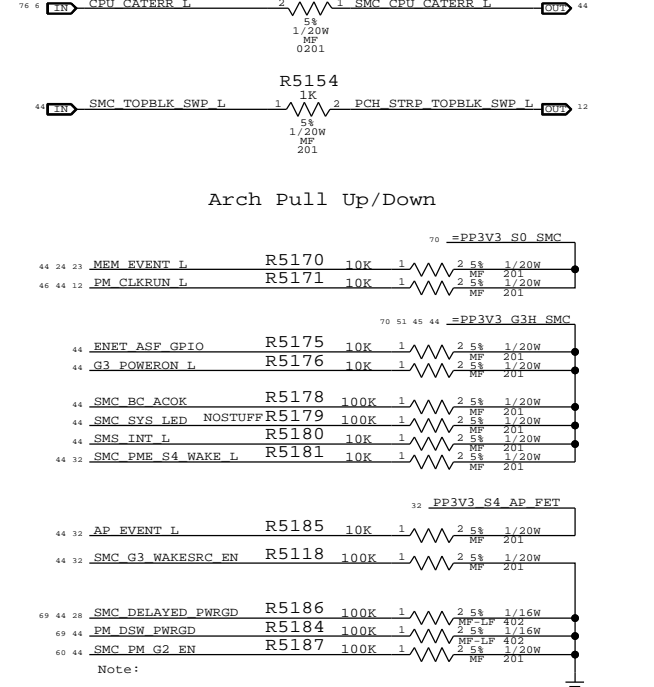 76 6 IN CPU_CATERR_L 2 1 SMC_CPU_CATERR_L OUT 44
5%
1/20W
MF
0201
R5154
1K
44 IN SMC_TOPBLK_SWP_L 1 2 PCH_STRP_TOPBLK_SWP_L OUT 12
5%
1/20W
MF
201
Arch Pull Up/Down
70 =PP3V3_S0_SMC
44 24 23 MEM_EVENT_L R5170 10K 1 2 5% 1/20W
MF 201
46 44 12 PM_CLKRUN_L R5171 10K 1 2 5% 1/20W
MF 201
70 51 45 44 =PP3V3_G3H_SMC
44 ENET_ASF_GPIO R5175 10K 1 2 5% 1/20W
MF 201
44 G3_POWERON_L R5176 10K 1 2 5% 1/20W
MF 201
44 SMC_BC_ACOK R5178 100K 1 2 5% 1/20W
MF 201
44 SMC_SYS_LED NOSTUFF R5179 100K 1 2 5% 1/20W
MF 201
44 SMS_INT_L R5180 10K 1 2 5% 1/20W
MF 201
44 32 SMC_PME_S4_WAKE_L R5181 10K 1 2 5% 1/20W
MF 201
32 PP3V3_S4_AP_FET
44 32 AP_EVENT_L R5185 10K 1 2 5% 1/20W
MF 201
44 32 SMC_G3_WAKESRC_EN R5118 100K 1 2 5% 1/20W
MF 201
69 44 28 SMC_DELAYED_PWRGD R5186 100K 1 2 5% 1/16W
MF-LF 402
69 44 PM_DSW_PWRGD R5184 100K 1 2 5% 1/16W
MF-LF 402
60 44 SMC_PM_G2_EN R5187 100K 1 2 5% 1/20W
MF 201
Note: